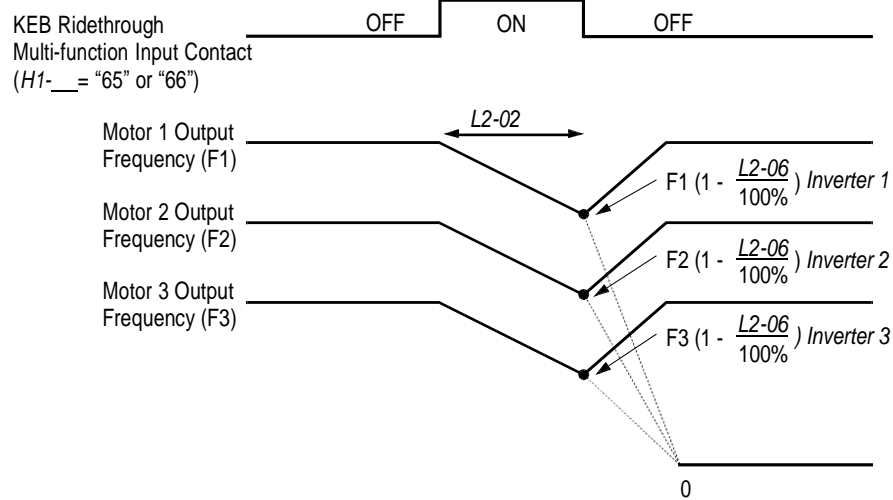 KEB Ridethrough
Multi-function Input Contact
(H1-__= “65” or “66”)
OFF ON OFF
L2-02
Motor 1 Output
Frequency (F1)
F1 (1 - L2-06 / 100% ) Inverter 1
Motor 2 Output
Frequency (F2)
F2 (1 - L2-06 / 100% ) Inverter 2
Motor 3 Output
Frequency (F3)
F3 (1 - L2-06 / 100% ) Inverter 3
0